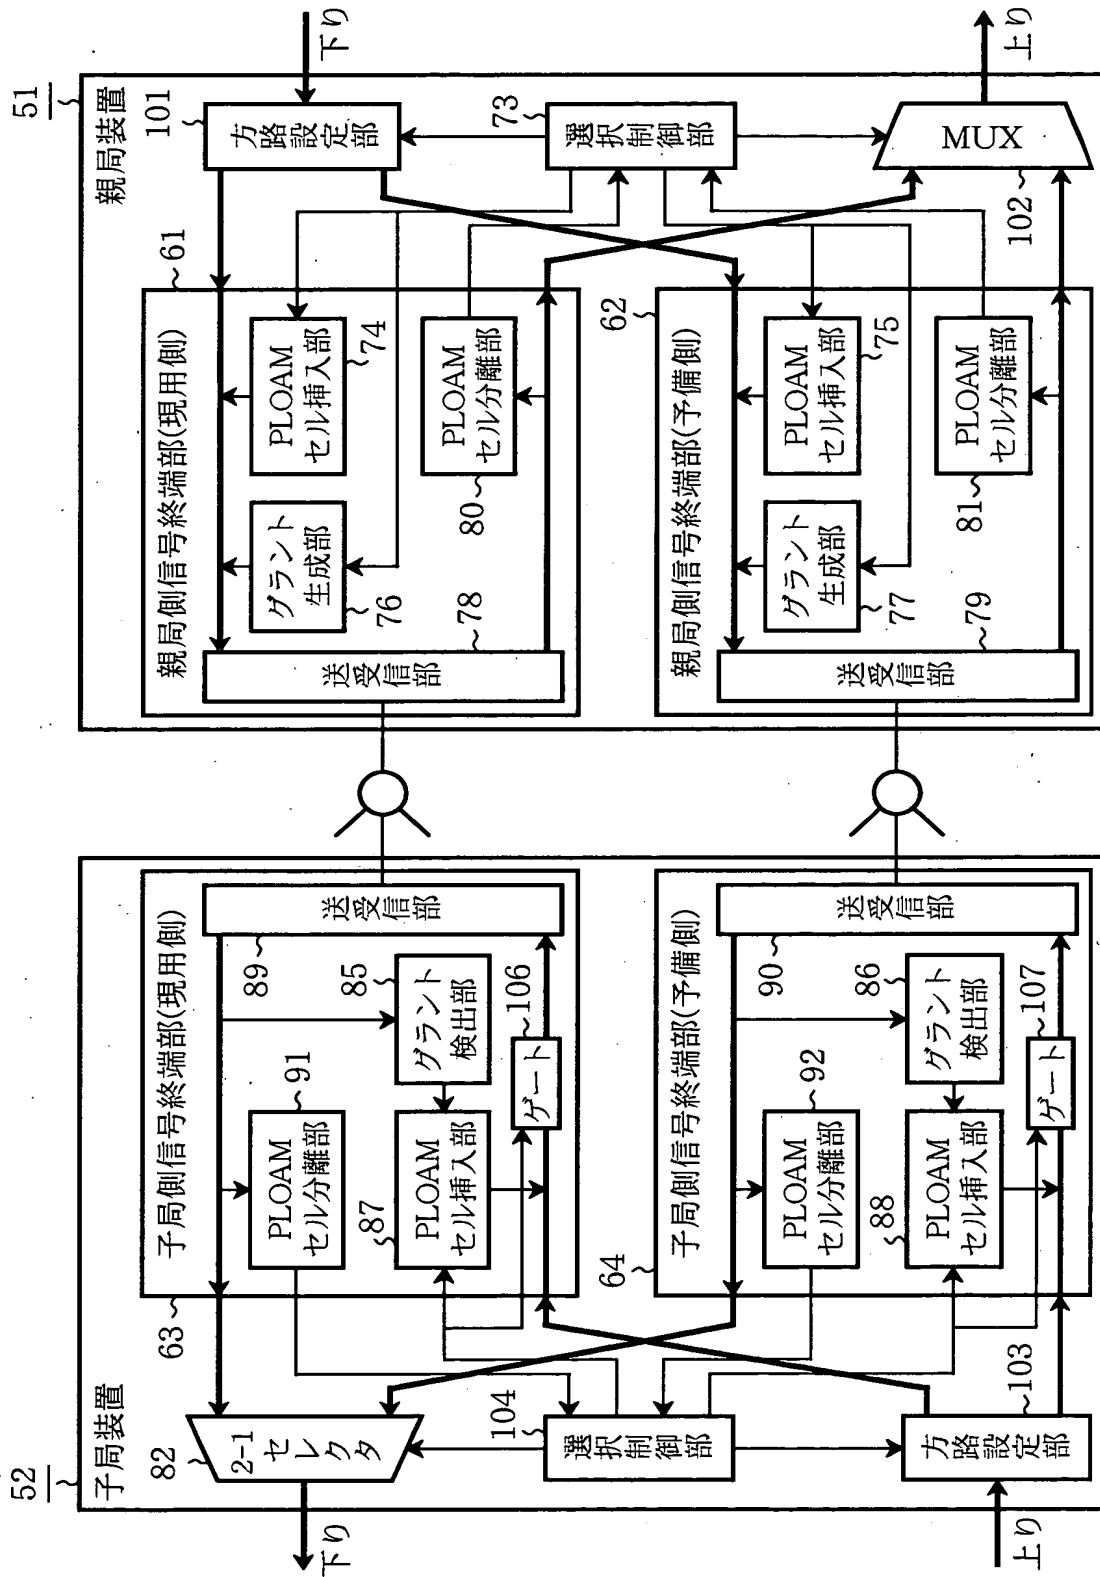 52
子局装置
82
2-1
セレクタ
下り
63
子局側信号終端部(現用側)
PLOAM
セル分離部
91
87
PLOAM
セル挿入部
89
85
グラント
検出部
106
ゲート
送受信部
104
選択制御部
64
子局側信号終端部(予備側)
PLOAM
セル分離部
92
88
PLOAM
セル挿入部
90
86
グラント
検出部
107
ゲート
送受信部
103
方路設定部
上り
51
親局装置
61
親局側信号終端部(現用側)
送受信部
78
グラント
生成部
76
PLOAM
セル挿入部
74
PLOAM
セル分離部
80
101
方路設定部
下り
73
選択制御部
62
親局側信号終端部(予備側)
送受信部
79
グラント
生成部
77
PLOAM
セル挿入部
75
PLOAM
セル分離部
81
MUX
102
上り